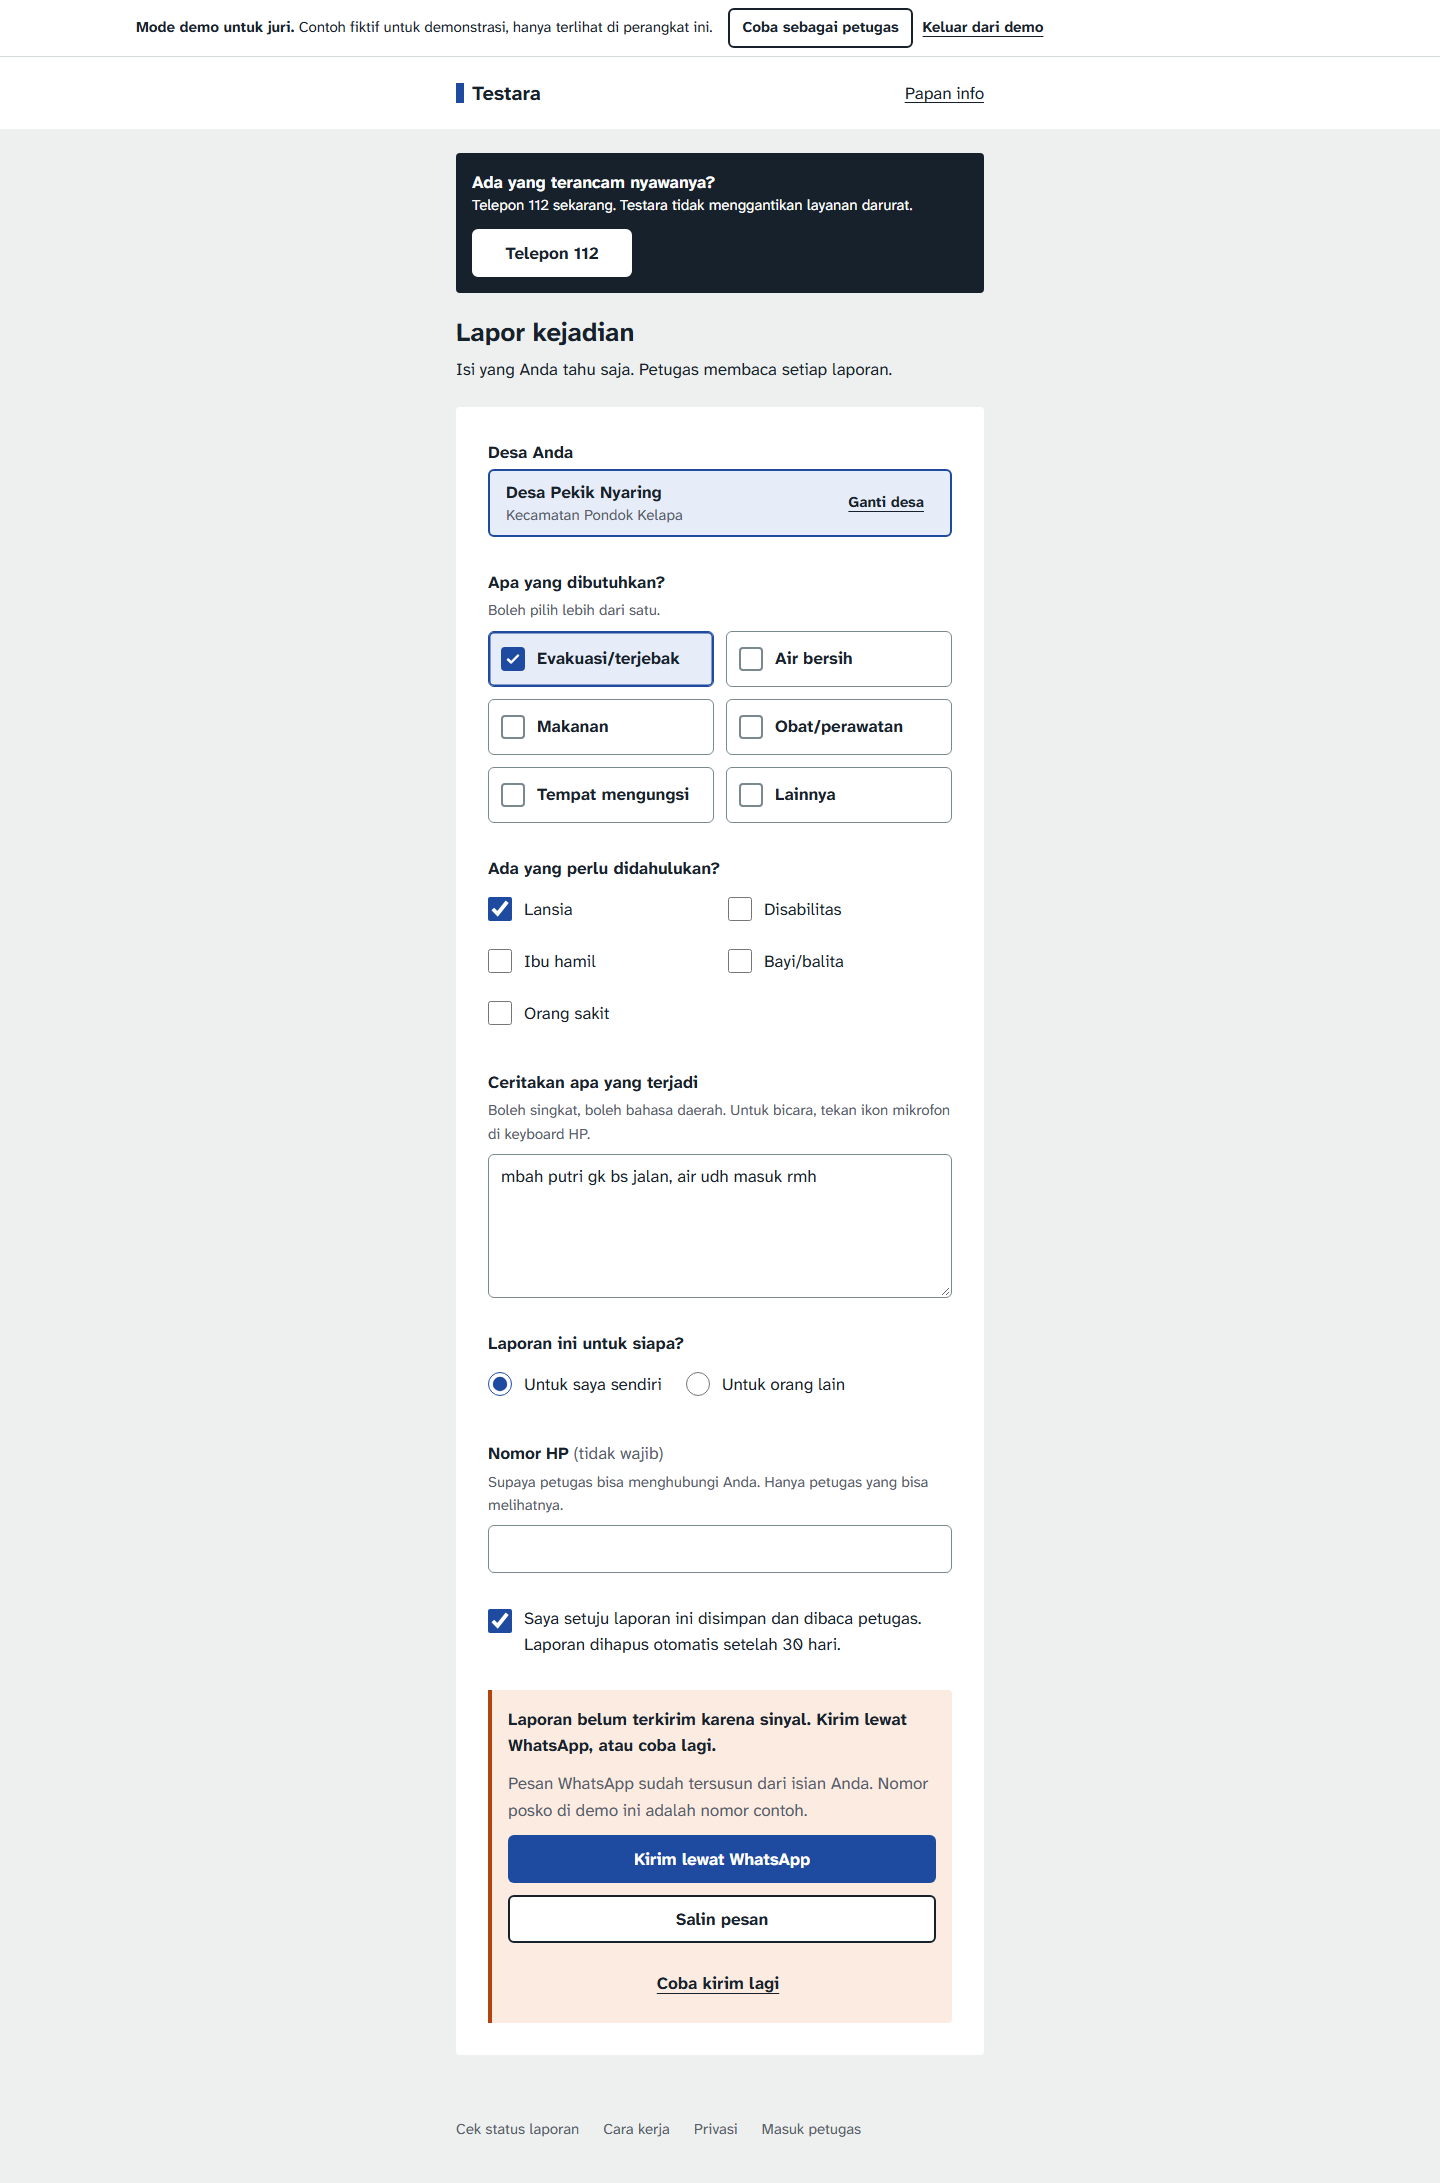 Mode demo untuk juri. Contoh fiktif untuk demonstrasi, hanya terlihat di perangkat ini. Coba sebagai petugas Keluar dari demo
Testara Papan info
Ada yang terancam nyawanya?
Telepon 112 sekarang. Testara tidak menggantikan layanan darurat.
Telepon 112
Lapor kejadian
Isi yang Anda tahu saja. Petugas membaca setiap laporan.
Desa Anda
Desa Pekik Nyaring
Kecamatan Pondok Kelapa
Ganti desa
Apa yang dibutuhkan?
Boleh pilih lebih dari satu.
Evakuasi/terjebak Air bersih
Makanan Obat/perawatan
Tempat mengungsi Lainnya
Ada yang perlu didahulukan?
Lansia Disabilitas
Ibu hamil Bayi/balita
Orang sakit
Ceritakan apa yang terjadi
Boleh singkat, boleh bahasa daerah. Untuk bicara, tekan ikon mikrofon
di keyboard HP.
mbah putri gk bs jalan, air udh masuk rmh
Laporan ini untuk siapa?
Untuk saya sendiri Untuk orang lain
Nomor HP (tidak wajib)
Supaya petugas bisa menghubungi Anda. Hanya petugas yang bisa
melihatnya.
Saya setuju laporan ini disimpan dan dibaca petugas.
Laporan dihapus otomatis setelah 30 hari.
Laporan belum terkirim karena sinyal. Kirim lewat
WhatsApp, atau coba lagi.
Pesan WhatsApp sudah tersusun dari isian Anda. Nomor
posko di demo ini adalah nomor contoh.
Kirim lewat WhatsApp
Salin pesan
Coba kirim lagi
Cek status laporan Cara kerja Privasi Masuk petugas